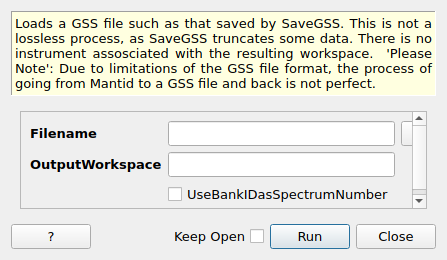 Loads a GSS file such as that saved by SaveGSS. This is not a
lossless process, as SaveGSS truncates some data. There is no
instrument assosciated with the resulting workspace.  'Please
Note': Due to limitations of the GSS file format, the process of
going from Mantid to a GSS file and back is not perfect.
Filename
OutputWorkspace
UseBankIDasSpectrumNumber
? Keep Open Run Close